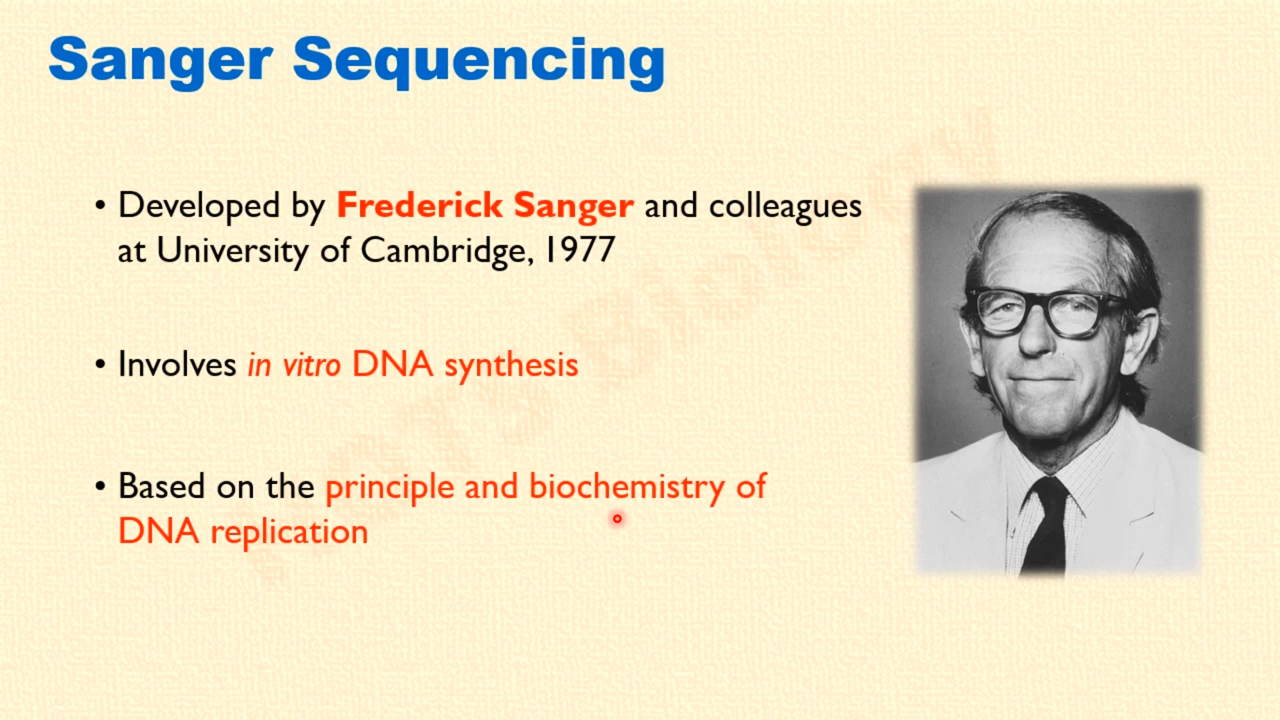 Sanger Sequencing
• Developed by Frederick Sanger and colleagues
at University of Cambridge, 1977
• Involves in vitro DNA synthesis
• Based on the principle and biochemistry of
DNA replication